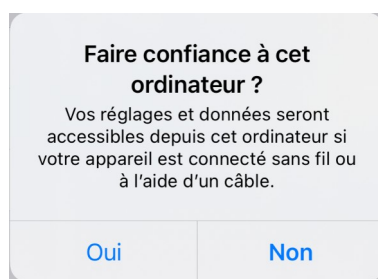 Faire confiance à cet
ordinateur ?
Vos réglages et données seront
accessibles depuis cet ordinateur si
votre appareil est connecté sans fil ou
à l’aide d’un câble.
Oui
Non